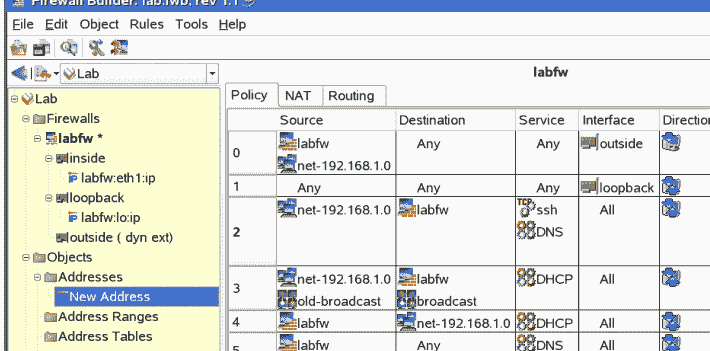 Firewall Builder: lab.fwb, rev 1.1
File Edit Object Rules Tools Help
Lab
labfw
Policy NAT Routing
Source Destination Service Interface Direction
Lab
Firewalls
labfw *
inside
labfw:eth1:ip
loopback
labfw:lo:ip
outside ( dyn ext)
Objects
Addresses
New Address
Address Ranges
Address Tables
0 labfw Any Any outside
net-192.168.1.0
1 Any Any Any loopback
2 net-192.168.1.0 labfw TCP ssh All
DNS
3 net-192.168.1.0 labfw DHCP All
old-broadcast broadcast
4 labfw net-192.168.1.0 DHCP All
5 labfw Any DNS All